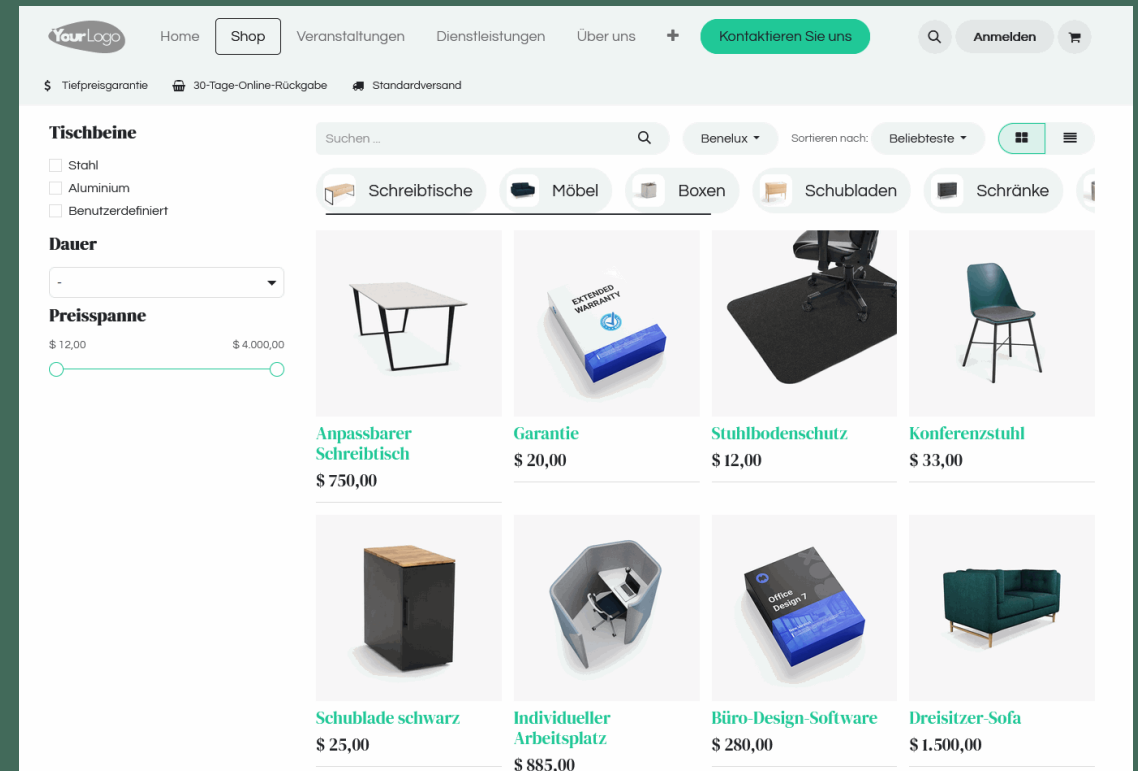 YourLogo
Home
Shop
Veranstaltungen
Dienstleistungen
Über uns
Kontaktieren Sie uns
Anmelden
Tiefpreisgarantie
30-Tage-Online-Rückgabe
Standardversand
Tischbeine
Stahl
Aluminium
Benutzerdefiniert
Dauer
-
Preisspanne
$ 12,00
$ 4.000,00
Suchen ...
Benelux
Sortieren nach:
Beliebteste
Schreibtische
Möbel
Boxen
Schubladen
Schränke
Anpassbarer
Schreibtisch
$ 750,00
EXTENDED
WARRANTY
Garantie
$ 20,00
Stuhlbodenschutz
$ 12,00
Konferenzstuhl
$ 33,00
Schublade schwarz
$ 25,00
Individueller
Arbeitsplatz
$ 885,00
Office
Design 7
Büro-Design-Software
$ 280,00
Dreisitzer-Sofa
$ 1.500,00